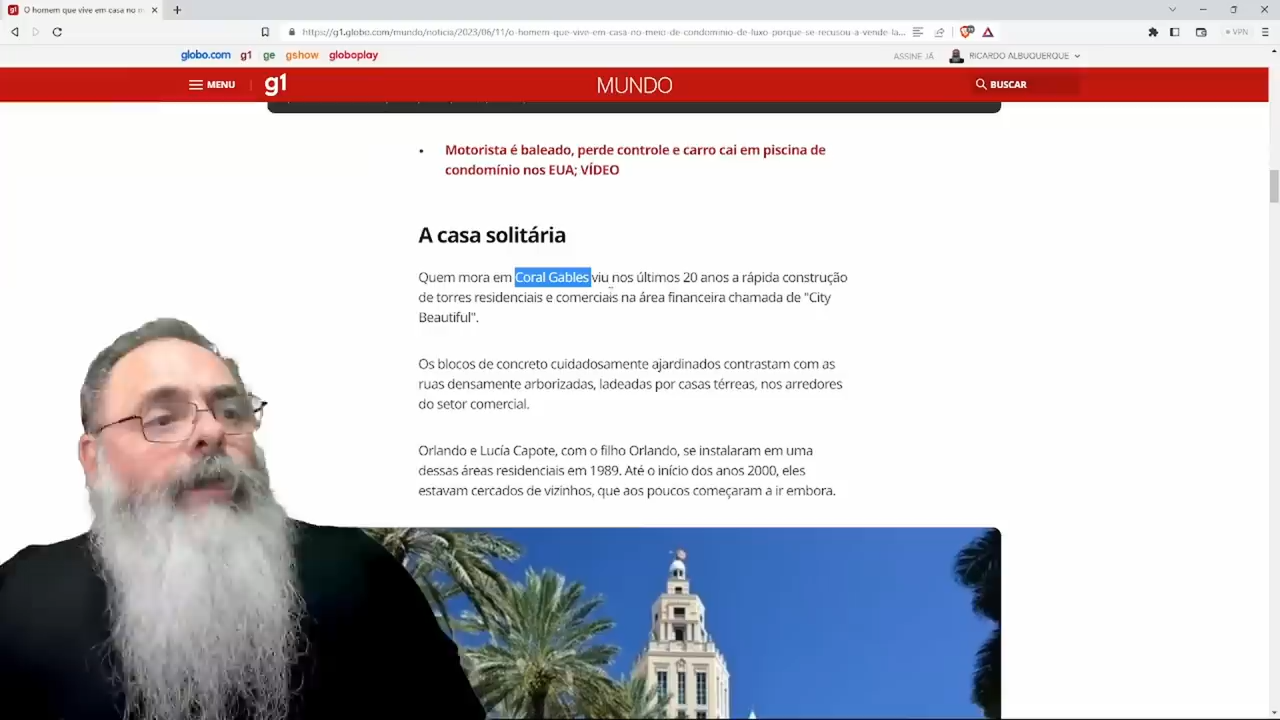 O homem que vive em casa no m
https://g1.globo.com/mundo/noticia/2023/06/11/o-homem-que-vive-em-casa-no-meio-de-condominio-de-luxo-porque-se-recusou-a-vende-la...
VPN
globo.com g1 ge gshow globoplay
ASSINE JÁ RICARDO ALBUQUERQUE
MENU g1 MUNDO BUSCAR
• Motorista é baleado, perde controle e carro cai em piscina de
condomínio nos EUA; VÍDEO
A casa solitária
Quem mora em Coral Gables viu nos últimos 20 anos a rápida construção
de torres residenciais e comerciais na área financeira chamada de "City
Beautiful".
Os blocos de concreto cuidadosamente ajardinados contrastam com as
ruas densamente arborizadas, ladeadas por casas térreas, nos arredores
do setor comercial.
Orlando e Lucía Capote, com o filho Orlando, se instalaram em uma
dessas áreas residenciais em 1989. Até o início dos anos 2000, eles
estavam cercados de vizinhos, que aos poucos começaram a ir embora.